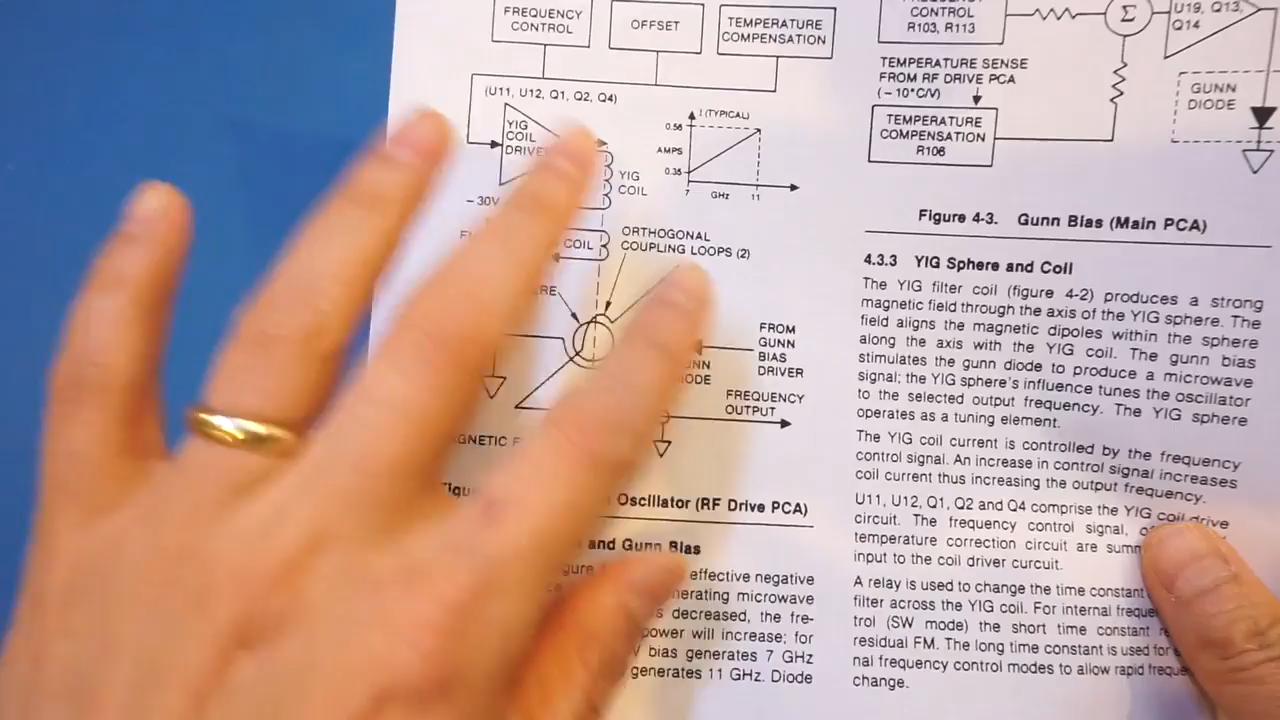 FREQUENCY
CONTROL
OFFSET
TEMPERATURE
COMPENSATION
(U11, U12, Q1, Q2, Q4)
YIG
COIL
DRIVE
- 30V
YIG
COIL
I (TYPICAL)
0.56
AMPS
0.35
7
GHz
11
COIL
ORTHOGONAL
COUPLING LOOPS (2)
FROM
GUNN
BIAS
DRIVER
FREQUENCY
OUTPUT
Oscillator (RF Drive PCA)
and Gunn Bias
effective negative
microwave
decreased, the fre-
power will increase; for
bias generates 7 GHz
generates 11 GHz. Diode
CONTROL
R103, R113
Σ
U19, Q13,
Q14
TEMPERATURE SENSE
FROM RF DRIVE PCA
(– 10°C/V)
TEMPERATURE
COMPENSATION
R106
GUNN
DIODE
Figure 4-3. Gunn Bias (Main PCA)
4.3.3 YIG Sphere and Coil
The YIG filter coil (figure 4-2) produces a strong
magnetic field through the axis of the YIG sphere. The
field aligns the magnetic dipoles within the sphere
along the axis with the YIG coil. The gunn bias
stimulates the gunn diode to produce a microwave
signal; the YIG sphere's influence tunes the oscillator
to the selected output frequency. The YIG sphere
operates as a tuning element.
The YIG coil current is controlled by the frequency
control signal. An increase in control signal increases
coil current thus increasing the output frequency.
U11, U12, Q1, Q2 and Q4 comprise the YIG coil drive
circuit. The frequency control signal,
temperature correction circuit are
input to the coil driver curcuit.
A relay is used to change the time constant
filter across the YIG coil. For internal
trol (SW mode) the short time constant
residual FM. The long time constant is used for
nal frequency control modes to allow rapid
change.